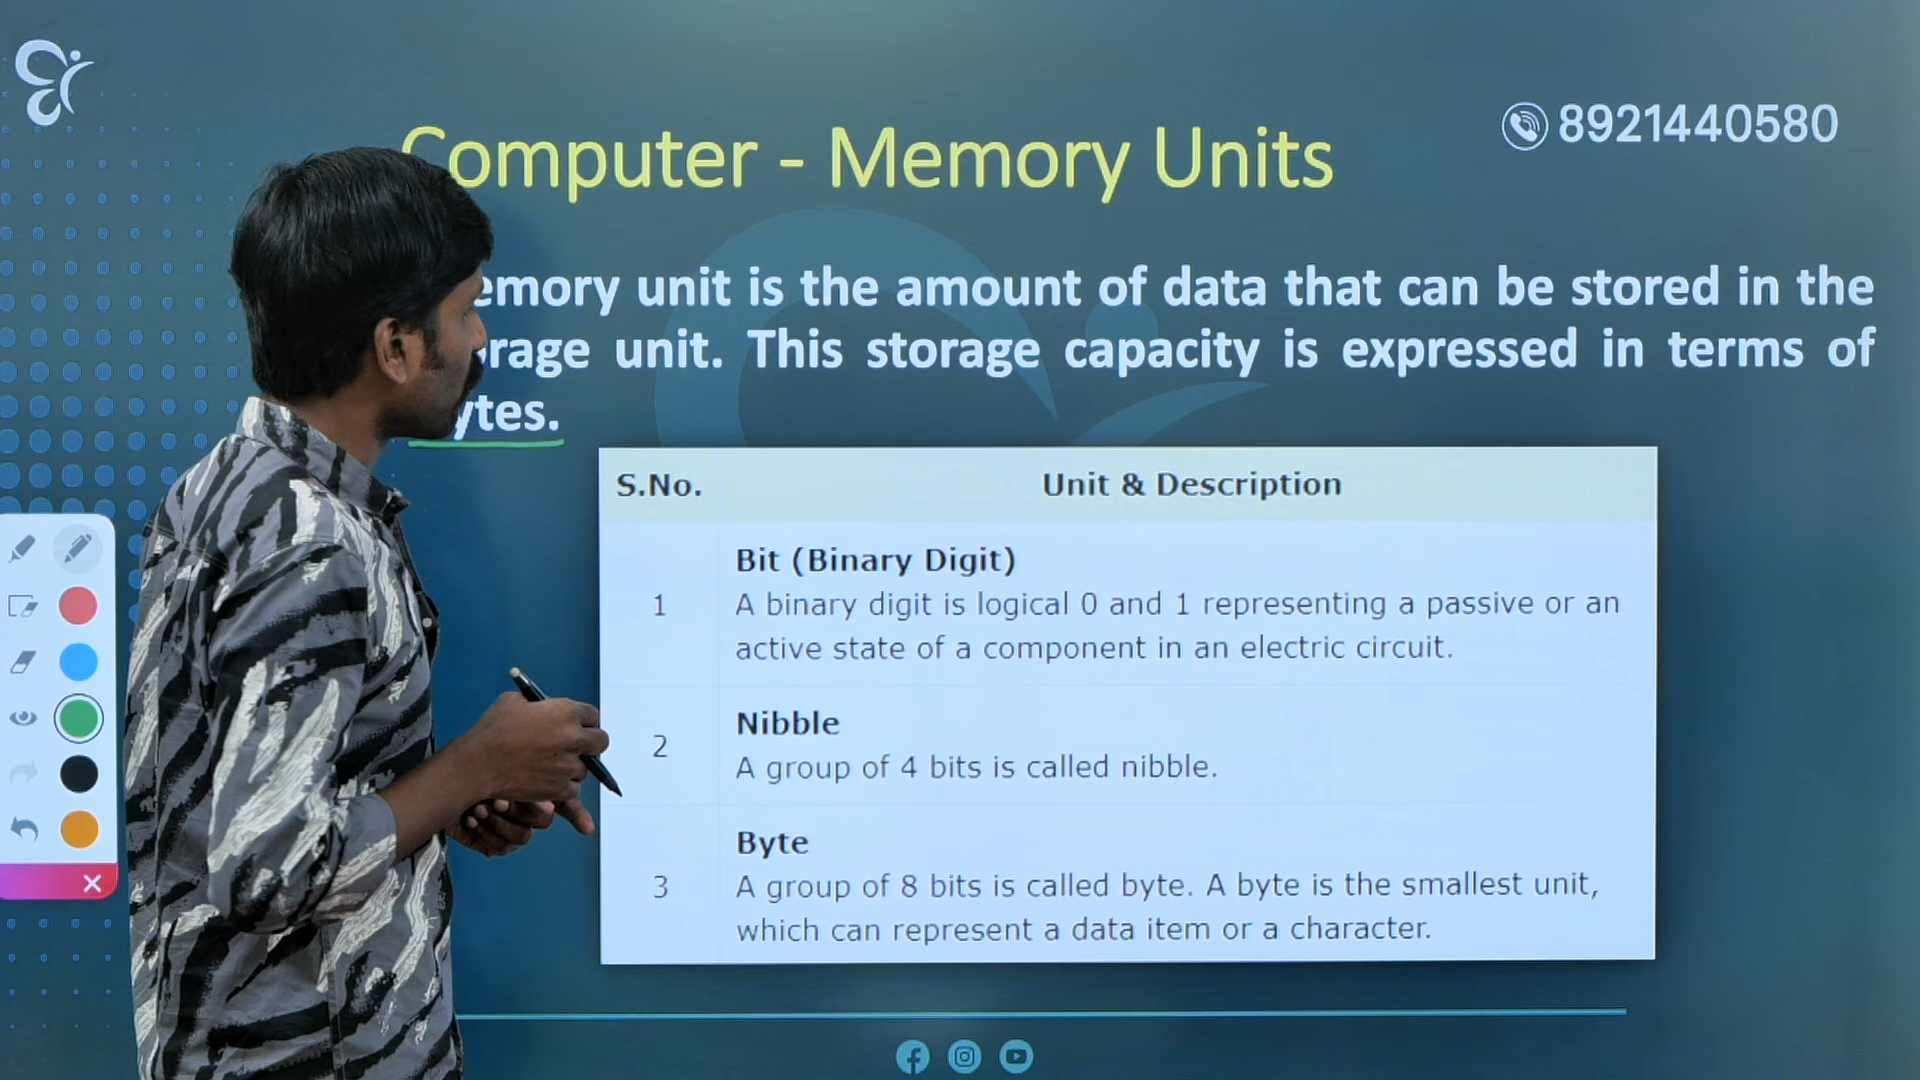 8921440580
Computer - Memory Units
emory unit is the amount of data that can be stored in the
rage unit. This storage capacity is expressed in terms of
ytes.
S.No. Unit & Description
Bit (Binary Digit)
1 A binary digit is logical 0 and 1 representing a passive or an
active state of a component in an electric circuit.
Nibble
2 A group of 4 bits is called nibble.
Byte
3 A group of 8 bits is called byte. A byte is the smallest unit,
which can represent a data item or a character.